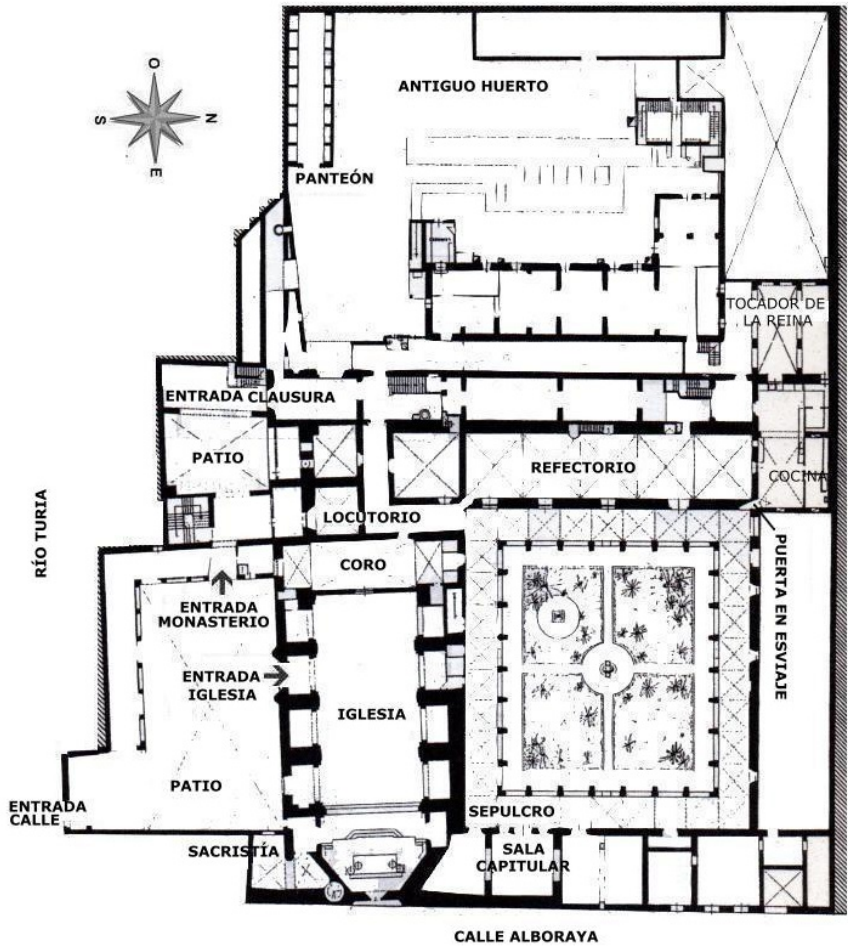 O
S
N
E
ANTIGUO HUERTO
PANTEÓN
TOCADOR DE
LA REINA
ENTRADA CLAUSURA
PATIO
REFECTORIO
COCINA
LOCUTORIO
RÍO TURIA
CORO
PUERTA EN ESVIAJE
ENTRADA
MONASTERIO
ENTRADA
IGLESIA
IGLESIA
PATIO
ENTRADA
CALLE
SEPULCRO
SACRISTÍA
SALA
CAPITULAR
CALLE ALBORAYA